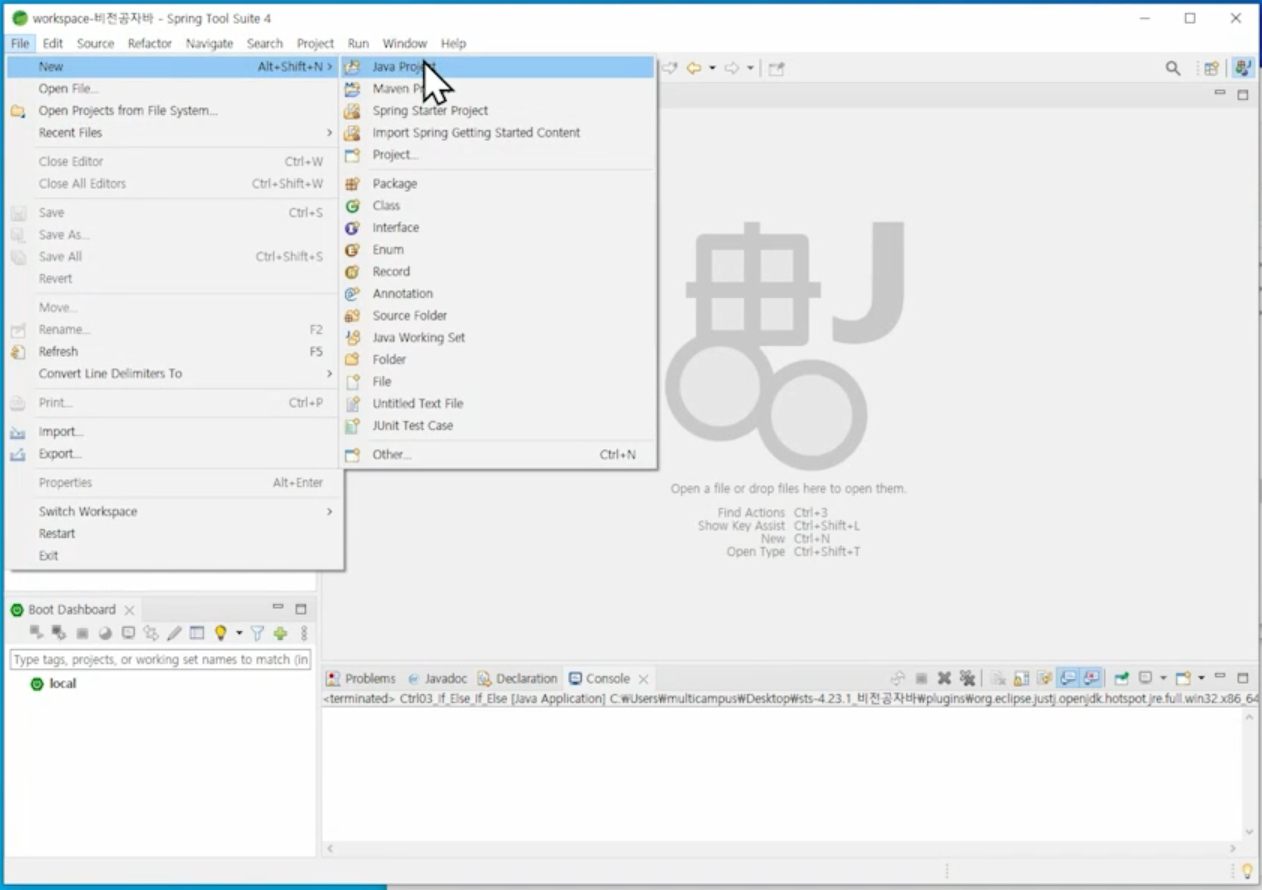 workspace-비전공자바 - Spring Tool Suite 4
File Edit Source Refactor Navigate Search Project Run Window Help
New Alt+Shift+N >
Open File...
Open Projects from File System...
Recent Files >
Close Editor Ctrl+W
Close All Editors Ctrl+Shift+W
Save Ctrl+S
Save As...
Save All Ctrl+Shift+S
Revert
Move...
Rename... F2
Refresh F5
Convert Line Delimiters To >
Print... Ctrl+P
Import...
Export...
Properties Alt+Enter
Switch Workspace >
Restart
Exit
Java Project
Maven
Spring Starter Project
Import Spring Getting Started Content
Project...
Package
Class
Interface
Enum
Record
Annotation
Source Folder
Java Working Set
Folder
File
Untitled Text File
JUnit Test Case
Other... Ctrl+N
Open a file or drop files here to open them.
Find Actions Ctrl+3
Show Key Assist Ctrl+Shift+L
New Ctrl+N
Open Type Ctrl+Shift+T
Boot Dashboard
Type tags, projects, or working set names to match (in
local
Problems Javadoc Declaration Console
<terminated> Ctrl03_If_Else_If_Else [Java Application] C:₩Users₩multicampus₩Desktop₩sts-4.23.1_비전공자바₩plugins₩org.eclipse.justj.openjdk.hotspot.jre.full.win32.x86_64